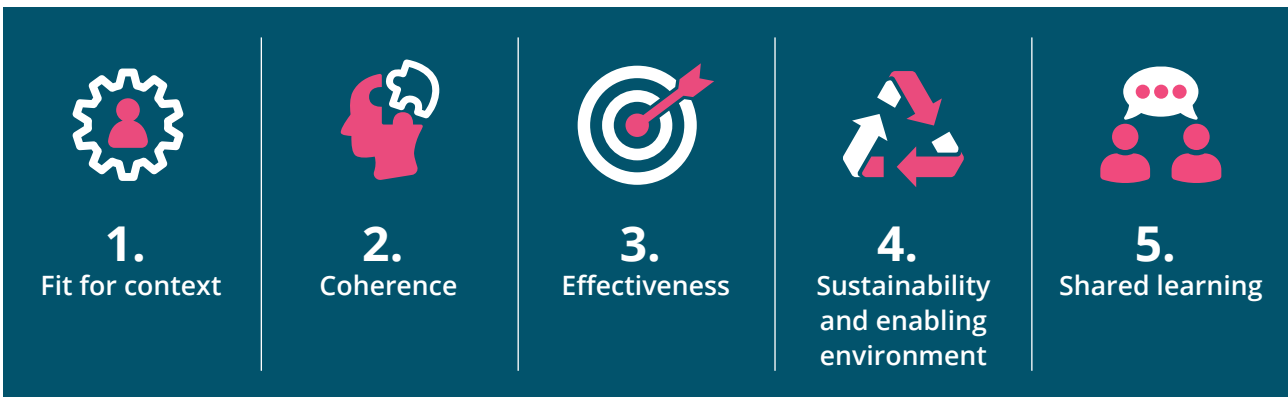 1.
Fit for context
2.
Coherence
3.
Effectiveness
4.
Sustainability
and enabling
environment
5.
Shared learning